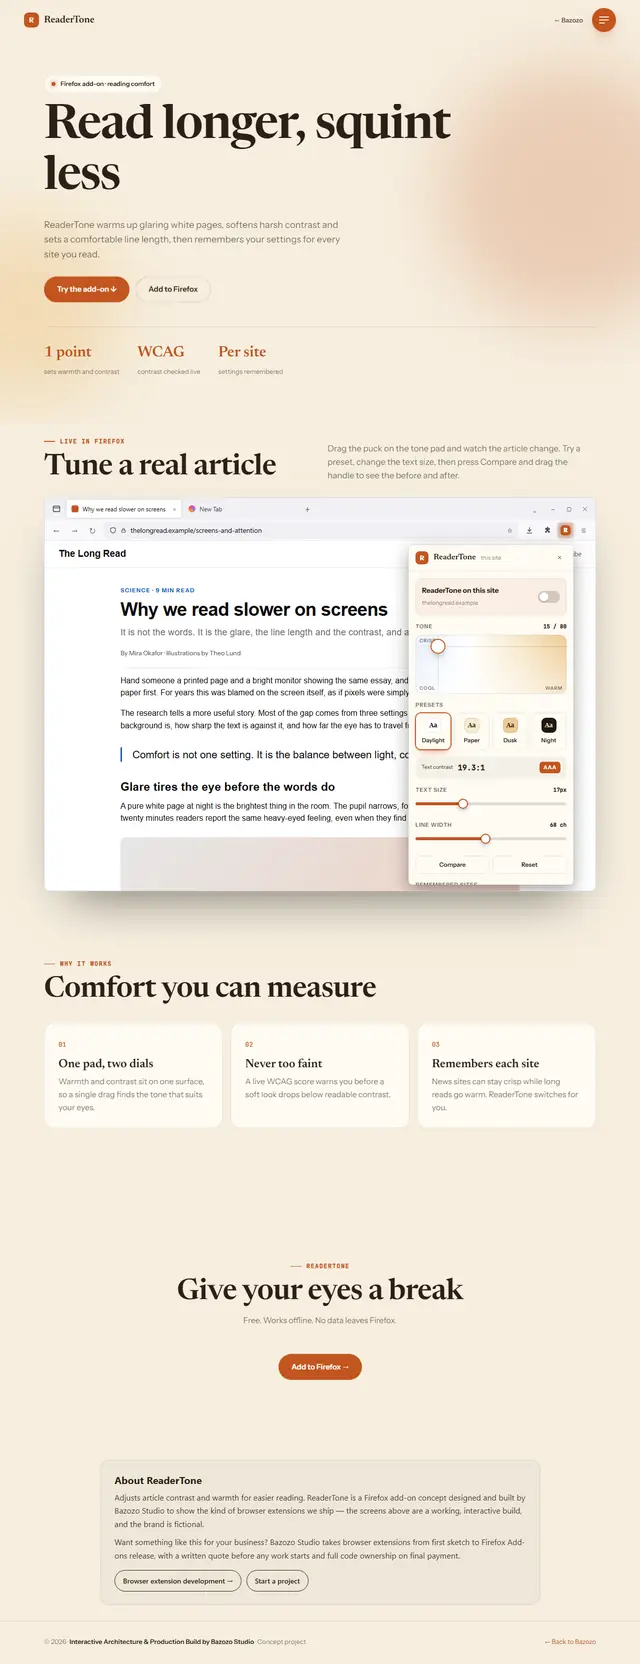 R ReaderTone
← Bazozo
Firefox add-on · reading comfort
Read longer, squint
less
ReaderTone warms up glaring white pages, softens harsh contrast and
sets a comfortable line length, then remembers your settings for every
site you read.
Try the add-on ↓
Add to Firefox
1 point
sets warmth and contrast
WCAG
contrast checked live
Per site
settings remembered
LIVE IN FIREFOX
Tune a real article
Drag the puck on the tone pad and watch the article change. Try a
preset, change the text size, then press Compare and drag the
handle to see the before and after.
Why we read slower on screens ×
New Tab
+
thelongread.example/screens-and-attention
R
The Long Read
SCIENCE · 9 MIN READ
Why we read slower on screens
It is not the words. It is the glare, the line length and the contrast, and a
By Mira Okafor · Illustrations by Theo Lund
Hand someone a printed page and a bright monitor showing the same essay, and
paper first. For years this was blamed on the screen itself, as if pixels were simply
The research tells a more useful story. Most of the gap comes from three settings
background is, how sharp the text is against it, and how far the eye has to travel
Comfort is not one setting. It is the balance between light, co
Glare tires the eye before the words do
A pure white page at night is the brightest thing in the room. The pupil narrows, fo
twenty minutes readers report the same heavy-eyed feeling, even when they find
R ReaderTone this site ×
ReaderTone on this site
thelongread.example
TONE 15 / 80
CRISP
COOL WARM
PRESETS
Aa Aa Aa Aa
Daylight Paper Dusk Night
Text contrast 19.3:1 AAA
TEXT SIZE 17px
LINE WIDTH 68 ch
Compare Reset
REMEMBERED SITES
WHY IT WORKS
Comfort you can measure
01
One pad, two dials
Warmth and contrast sit on one surface,
so a single drag finds the tone that suits
your eyes.
02
Never too faint
A live WCAG score warns you before a
soft look drops below readable contrast.
03
Remembers each site
News sites can stay crisp while long
reads go warm. ReaderTone switches for
you.
READERTONE
Give your eyes a break
Free. Works offline. No data leaves Firefox.
Add to Firefox →
About ReaderTone
Adjusts article contrast and warmth for easier reading. ReaderTone is a Firefox add-on concept designed and built by
Bazozo Studio to show the kind of browser extensions we ship — the screens above are a working, interactive build,
and the brand is fictional.
Want something like this for your business? Bazozo Studio takes browser extensions from first sketch to Firefox Add-
ons release, with a written quote before any work starts and full code ownership on final payment.
Browser extension development →
Start a project
© 2026 · Interactive Architecture & Production Build by Bazozo Studio · Concept project
← Back to Bazozo